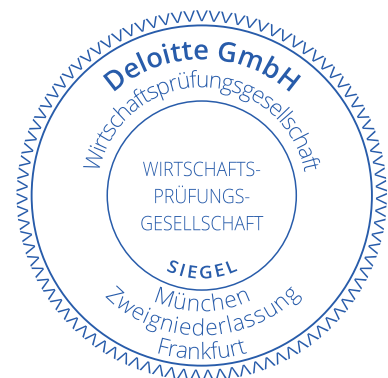 Deloitte GmbH
Wirtschaftsprüfungsgesellschaft
WIRTSCHAFTS-
PRÜFUNGS-
GESELLSCHAFT
SIEGEL
München
Zweigniederlassung
Frankfurt